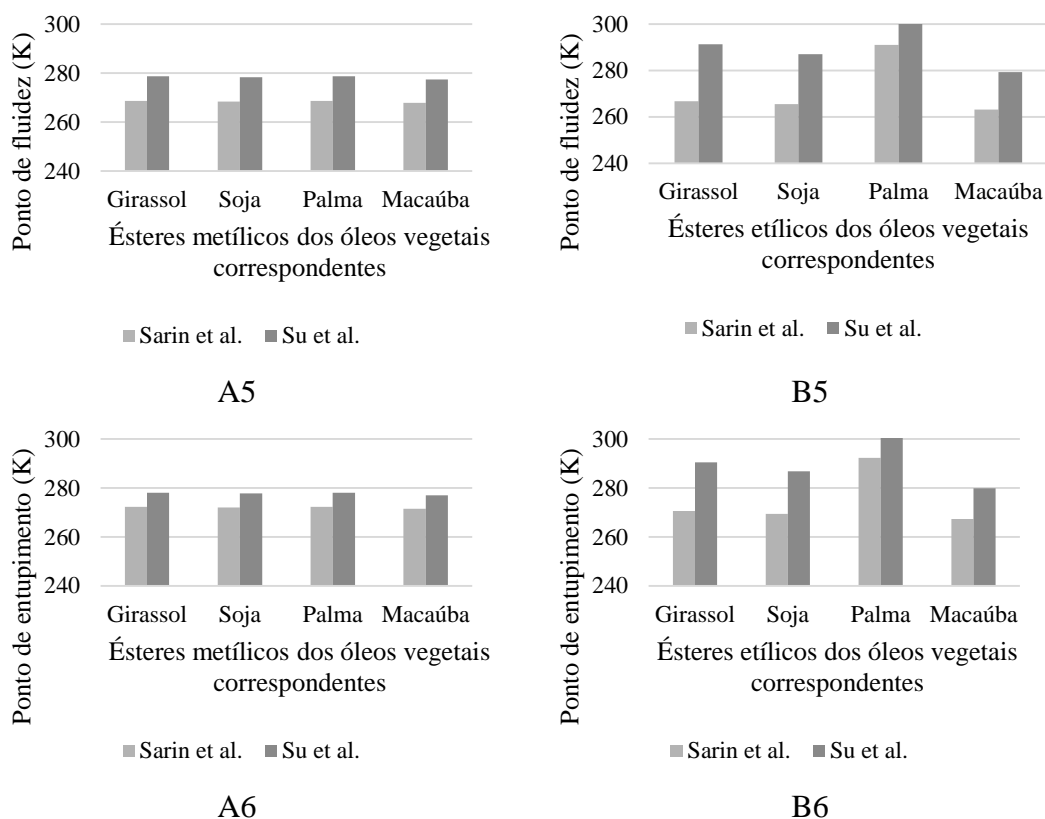 Ponto de fluidez (K)
300
280
260
240
Girassol Soja Palma Macaúba
Ésteres metílicos dos óleos vegetais
correspondentes
Sarin et al. Su et al.
A5
Ponto de fluidez (K)
300
280
260
240
Girassol Soja Palma Macaúba
Ésteres etílicos dos óleos vegetais
correspondentes
Sarin et al. Su et al.
B5
Ponto de entupimento (K)
300
280
260
240
Girassol Soja Palma Macaúba
Ésteres metílicos dos óleos vegetais
correspondentes
Sarin et al. Su et al.
A6
Ponto de entupimento (K)
300
280
260
240
Girassol Soja Palma Macaúba
Ésteres etílicos dos óleos vegetais
correspondentes
Sarin et al. Su et al.
B6